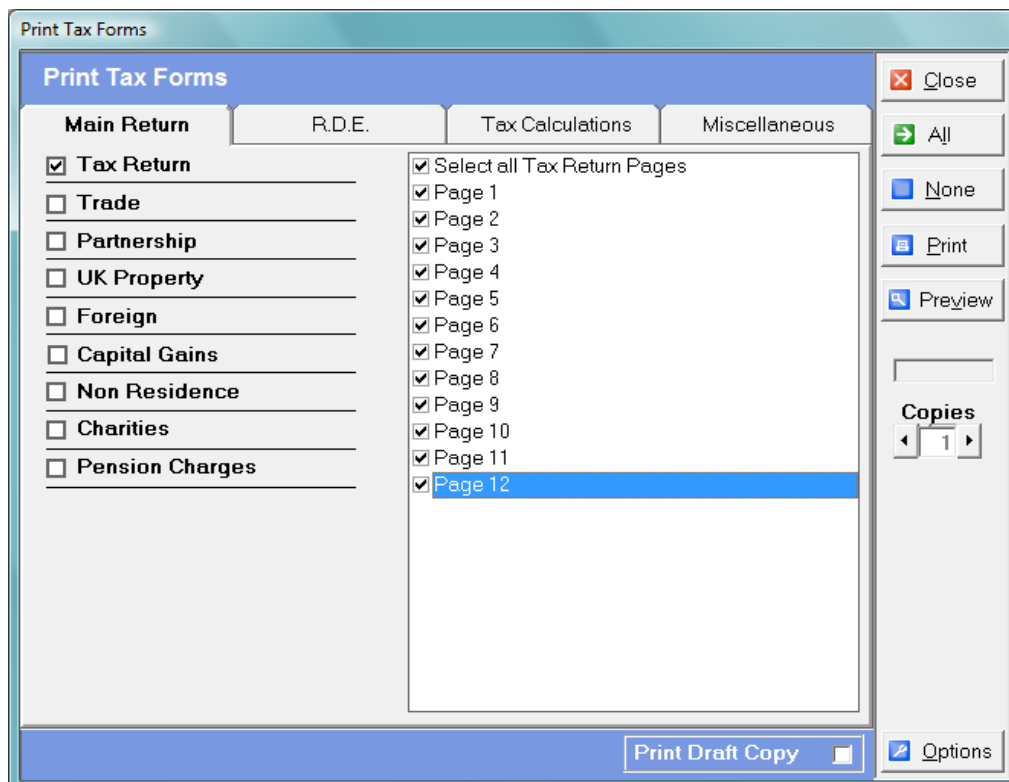 Print Tax Forms
Print Tax Forms
Main Return
R.D.E.
Tax Calculations
Miscellaneous
Tax Return
Trade
Partnership
UK Property
Foreign
Capital Gains
Non Residence
Charities
Pension Charges
Select all Tax Return Pages
Page 1
Page 2
Page 3
Page 4
Page 5
Page 6
Page 7
Page 8
Page 9
Page 10
Page 11
Page 12
Close
All
None
Print
Preview
Copies
1
Print Draft Copy
Options